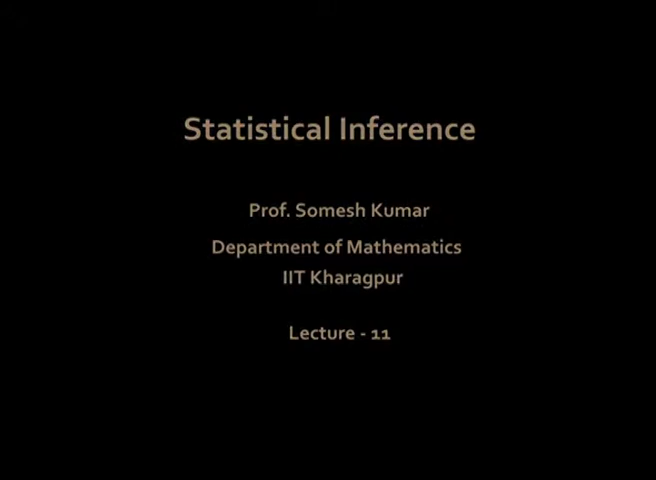 Statistical Inference
Prof. Somesh Kumar
Department of Mathematics
IIT Kharagpur
Lecture - 11